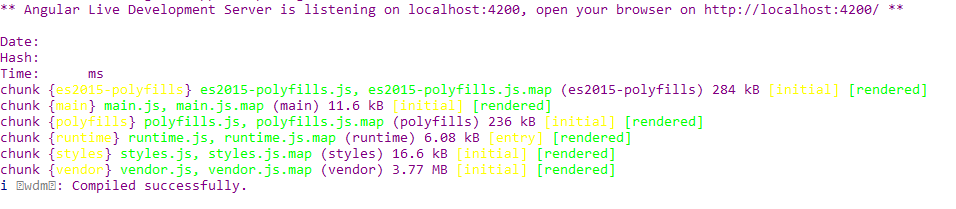 ** Angular Live Development Server is listening on localhost:4200, open your browser on http://localhost:4200/ **
Date:
Hash:
Time: ms
chunk {es2015-polyfills} es2015-polyfills.js, es2015-polyfills.js.map (es2015-polyfills) 284 kB [initial] [rendered]
chunk {main} main.js, main.js.map (main) 11.6 kB [initial] [rendered]
chunk {polyfills} polyfills.js, polyfills.js.map (polyfills) 236 kB [initial] [rendered]
chunk {runtime} runtime.js, runtime.js.map (runtime) 6.08 kB [entry] [rendered]
chunk {styles} styles.js, styles.js.map (styles) 16.6 kB [initial] [rendered]
chunk {vendor} vendor.js, vendor.js.map (vendor) 3.77 MB [initial] [rendered]
i wdm: Compiled successfully.